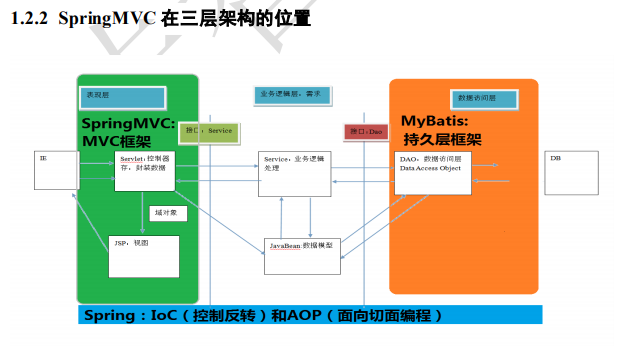 1.2.2 SpringMVC 在三层架构的位置
表现层
业务逻辑层：需求
数据访问层
SpringMVC:
MVC框架
接口：Service
接口：Dao
MyBatis:
持久层框架
IE
Servlet:控制器
存，封装数据
Service：业务逻辑
处理
DAO：数据访问层
Data Access Object
DB
域对象
JSP：视图
JavaBean:数据模型
Spring：IoC（控制反转）和AOP（面向切面编程）